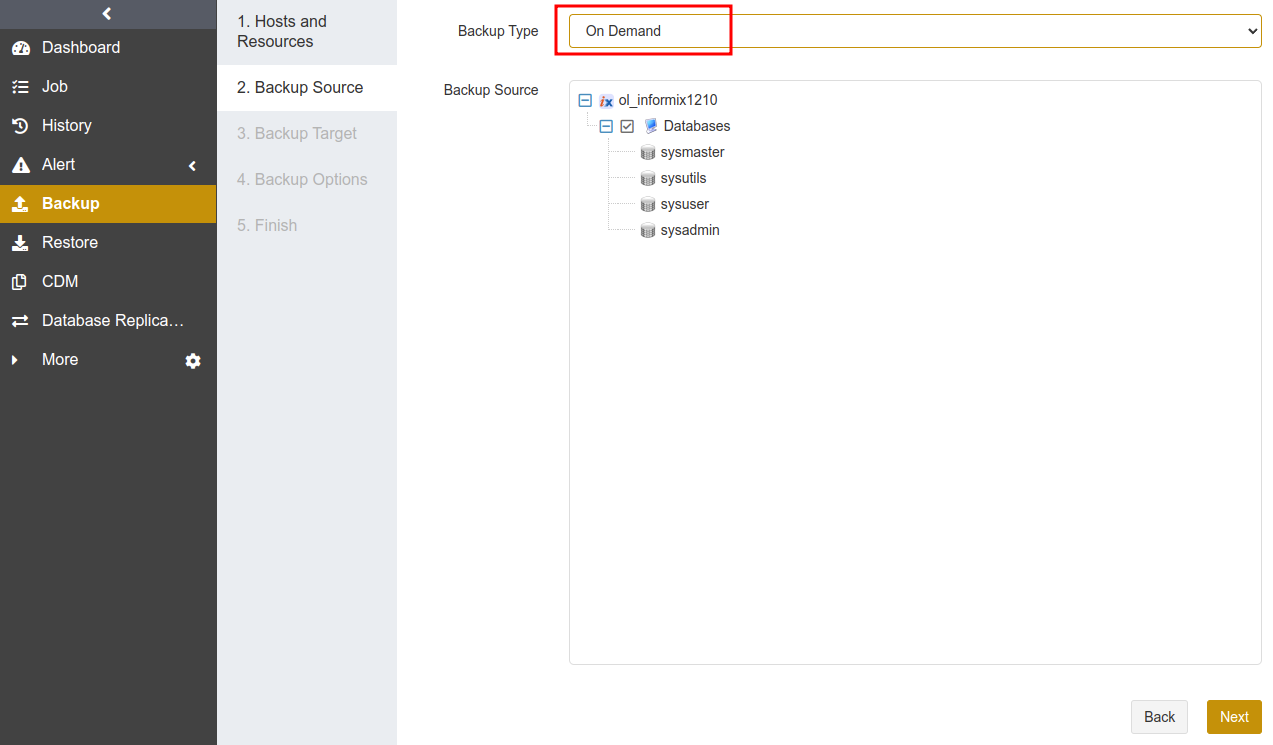 Dashboard
Job
History
Alert
Backup
Restore
CDM
Database Replica…
More
1. Hosts and
Resources
2. Backup Source
3. Backup Target
4. Backup Options
5. Finish
Backup Type
On Demand
Backup Source
ix ol_informix1210
Databases
sysmaster
sysutils
sysuser
sysadmin
Back
Next